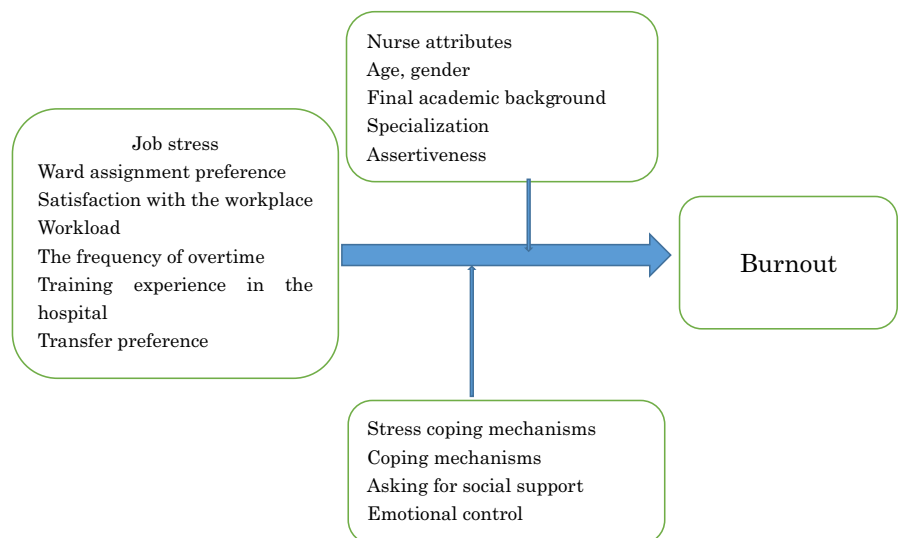 Job stress
Ward assignment preference
Satisfaction with the workplace
Workload
The frequency of overtime
Training experience in the
hospital
Transfer preference
Nurse attributes
Age, gender
Final academic background
Specialization
Assertiveness
Stress coping mechanisms
Coping mechanisms
Asking for social support
Emotional control
Burnout